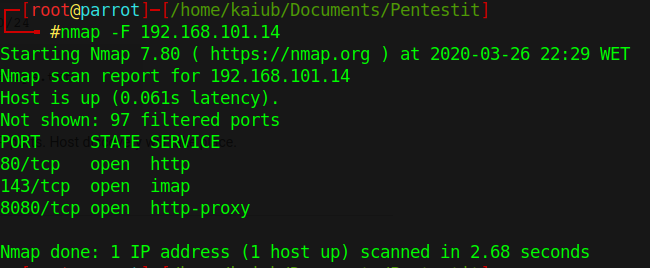 ┌─[root@parrot]─[/home/kaiub/Documents/Pentestit]
└──╼ #nmap -F 192.168.101.14
Starting Nmap 7.80 ( https://nmap.org ) at 2020-03-26 22:29 WET
Nmap scan report for 192.168.101.14
Host is up (0.061s latency).
Not shown: 97 filtered ports
PORT     STATE SERVICE
80/tcp   open  http
143/tcp  open  imap
8080/tcp open  http-proxy
Nmap done: 1 IP address (1 host up) scanned in 2.68 seconds